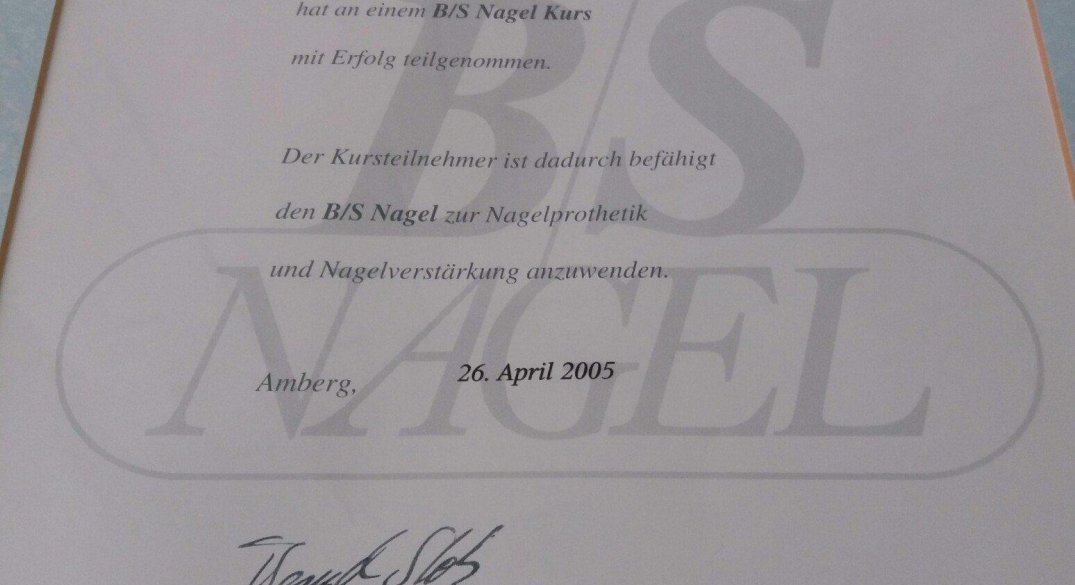 hat an einem B/S Nagel Kurs
mit Erfolg teilgenommen.
Der Kursteilnehmer ist dadurch befähigt
den B/S Nagel zur Nagelprothetik
und Nagelverstärkung anzuwenden.
Amberg, 26. April 2005
B/S
NAGEL